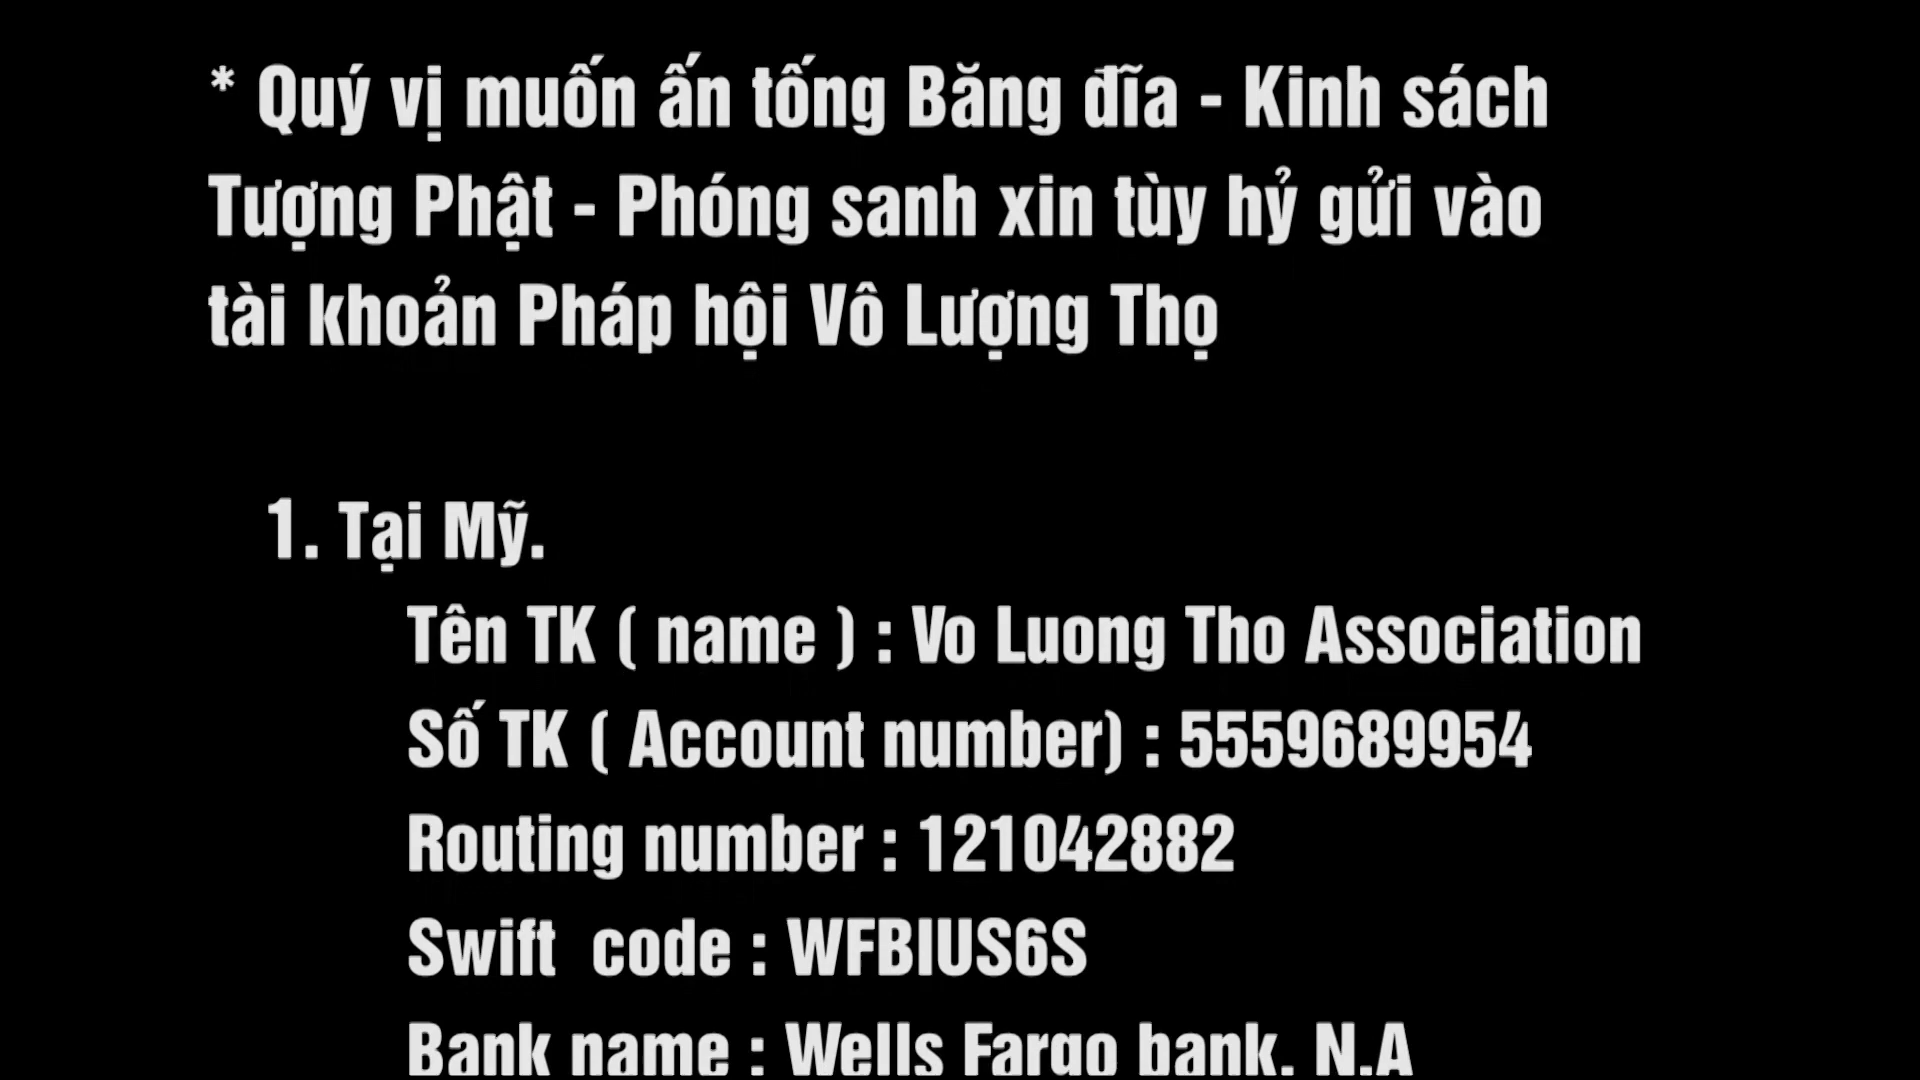 * Quý vị muốn ấn tống Băng đĩa - Kinh sách
Tượng Phật - Phóng sanh xin tùy hỷ gửi vào
tài khoản Pháp hội Vô Lượng Thọ
1. Tại Mỹ.
Tên TK ( name ) : Vo Luong Tho Association
Số TK ( Account number) : 5559689954
Routing number : 121042882
Swift code : WFBIUS6S
Bank name : Wells Fargo bank. N.A